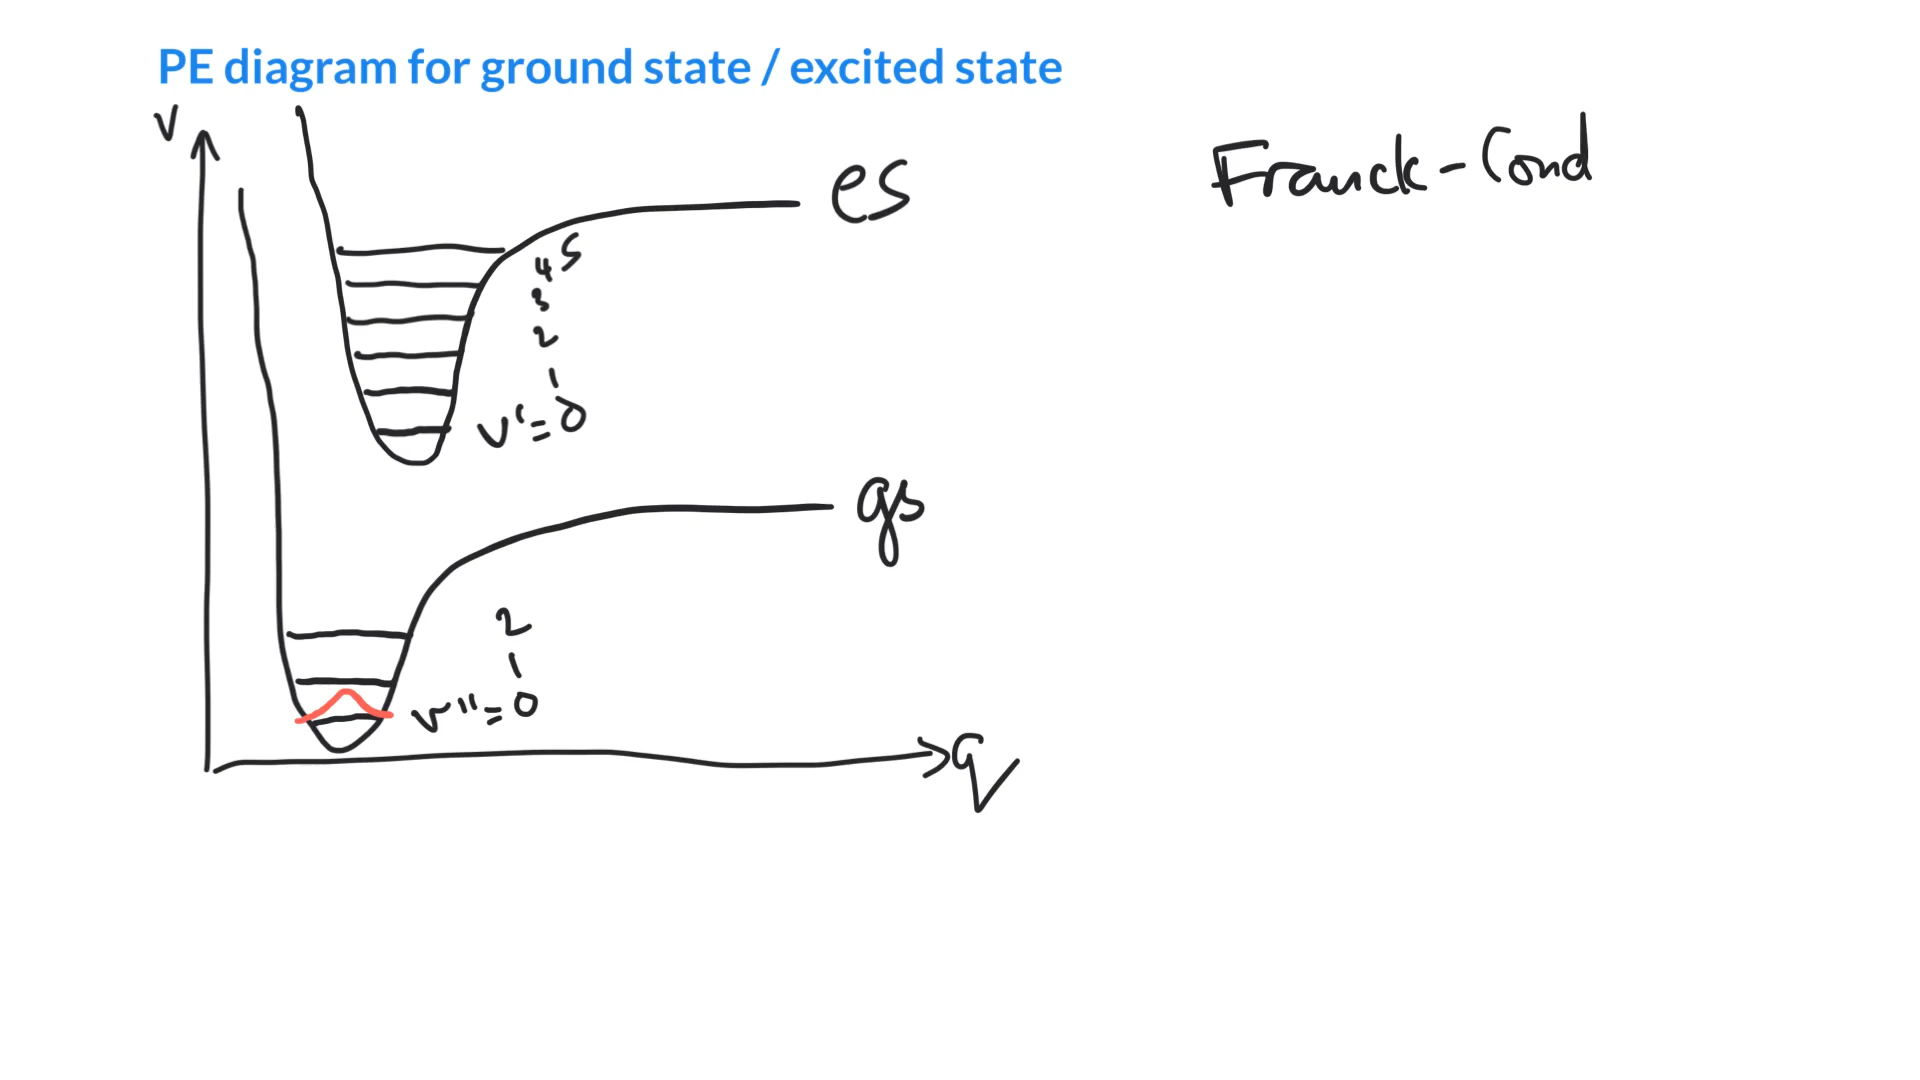 PE diagram for ground state / excited state
V
Franck-Cond
es
5
4
3
2
1
v'=0
gs
2
1
v''=0
q